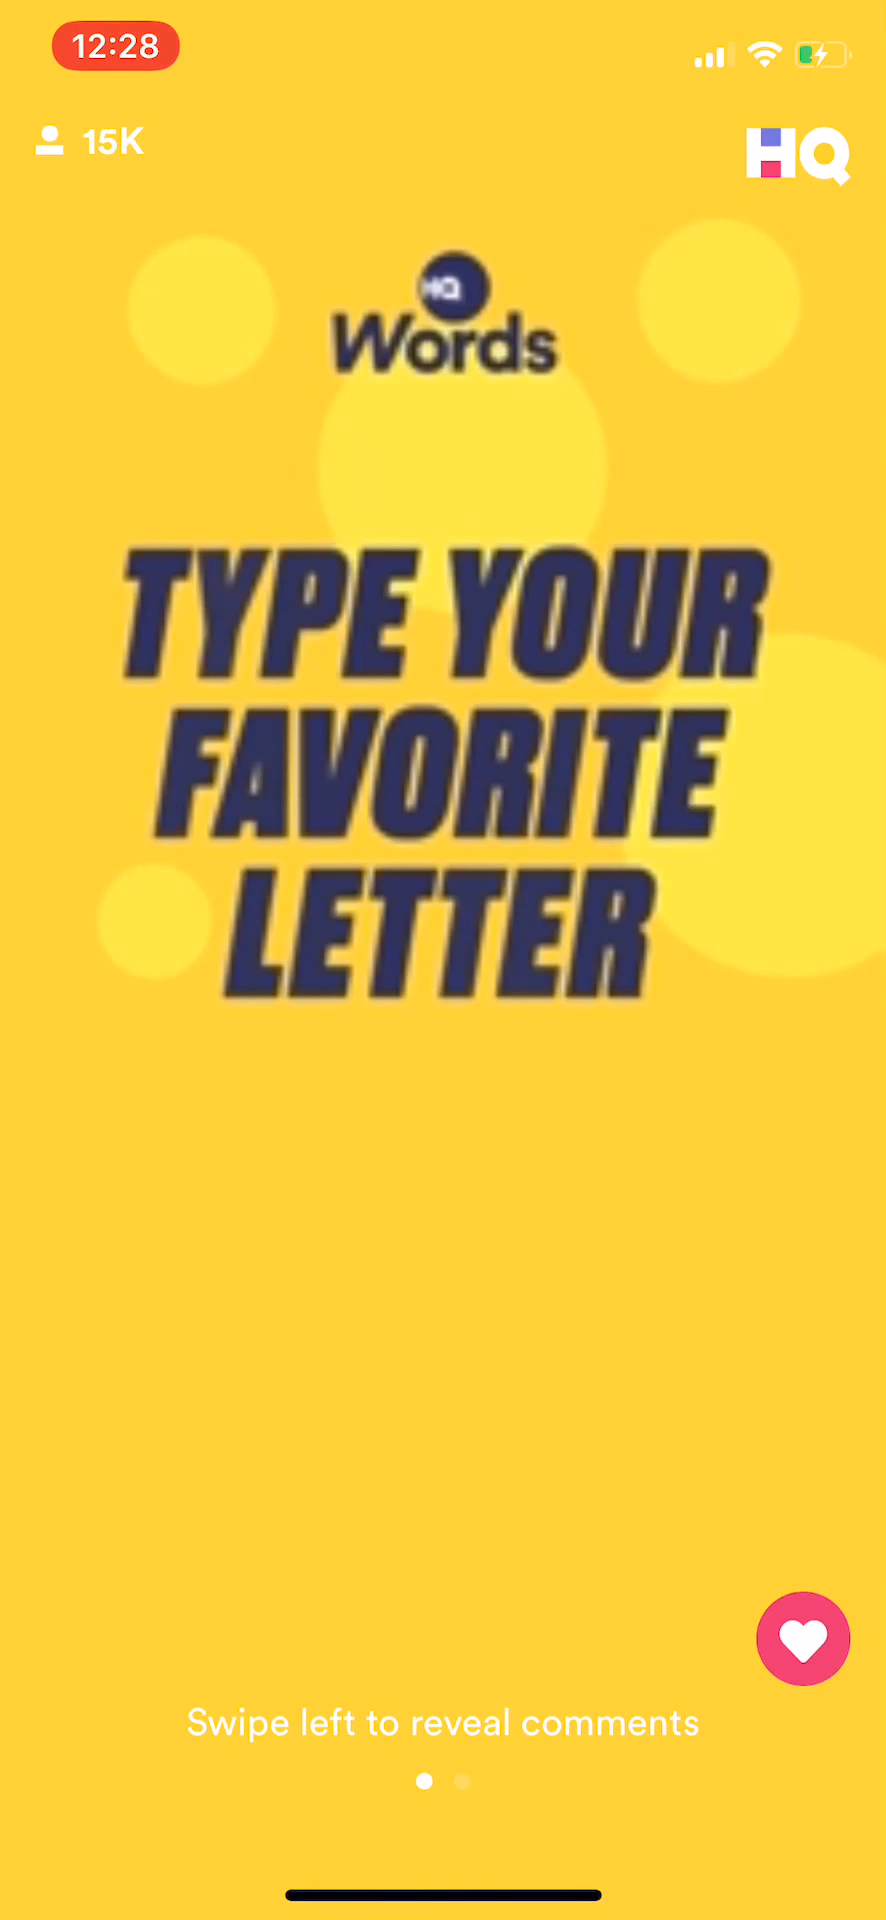 12:28
15K
HQ
HQ
Words
TYPE YOUR
FAVORITE
LETTER
Swipe left to reveal comments